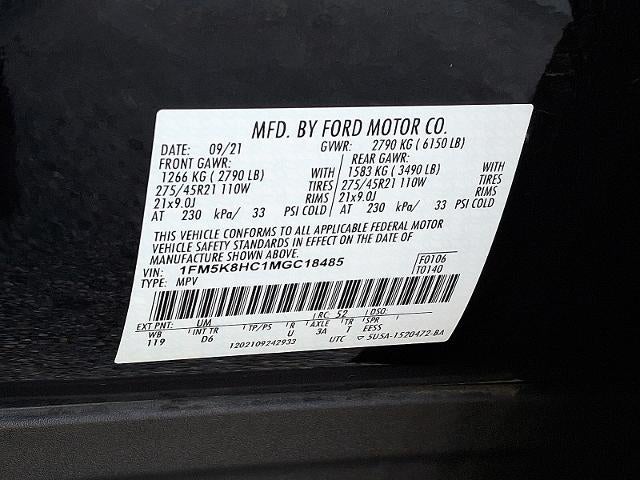 MFD. BY FORD MOTOR CO.
DATE: 09/21 GVWR: 2790 KG ( 6150 LB)
FRONT GAWR: REAR GAWR:
1266 KG ( 2790 LB) WITH 1583 KG ( 3490 LB) WITH
275/45R21 110W TIRES 275/45R21 110W TIRES
21x9.0J RIMS 21x9.0J RIMS
AT 230 kPa/ 33 PSI COLD AT 230 kPa/ 33 PSI COLD
THIS VEHICLE CONFORMS TO ALL APPLICABLE FEDERAL MOTOR
VEHICLE SAFETY STANDARDS IN EFFECT ON THE DATE OF
MANUFACTURE SHOWN ABOVE.
VIN: 1FM5K8HC1MGC18485 F0106
TYPE: MPV T0140
EXT PNT: UM RC: 52 DSO:
WB INT TR TP/PS R AXLE TR SPR
119 D6 U 3A T EESS
1202109242933 UTC ▽ 5U5A-1520472-BA